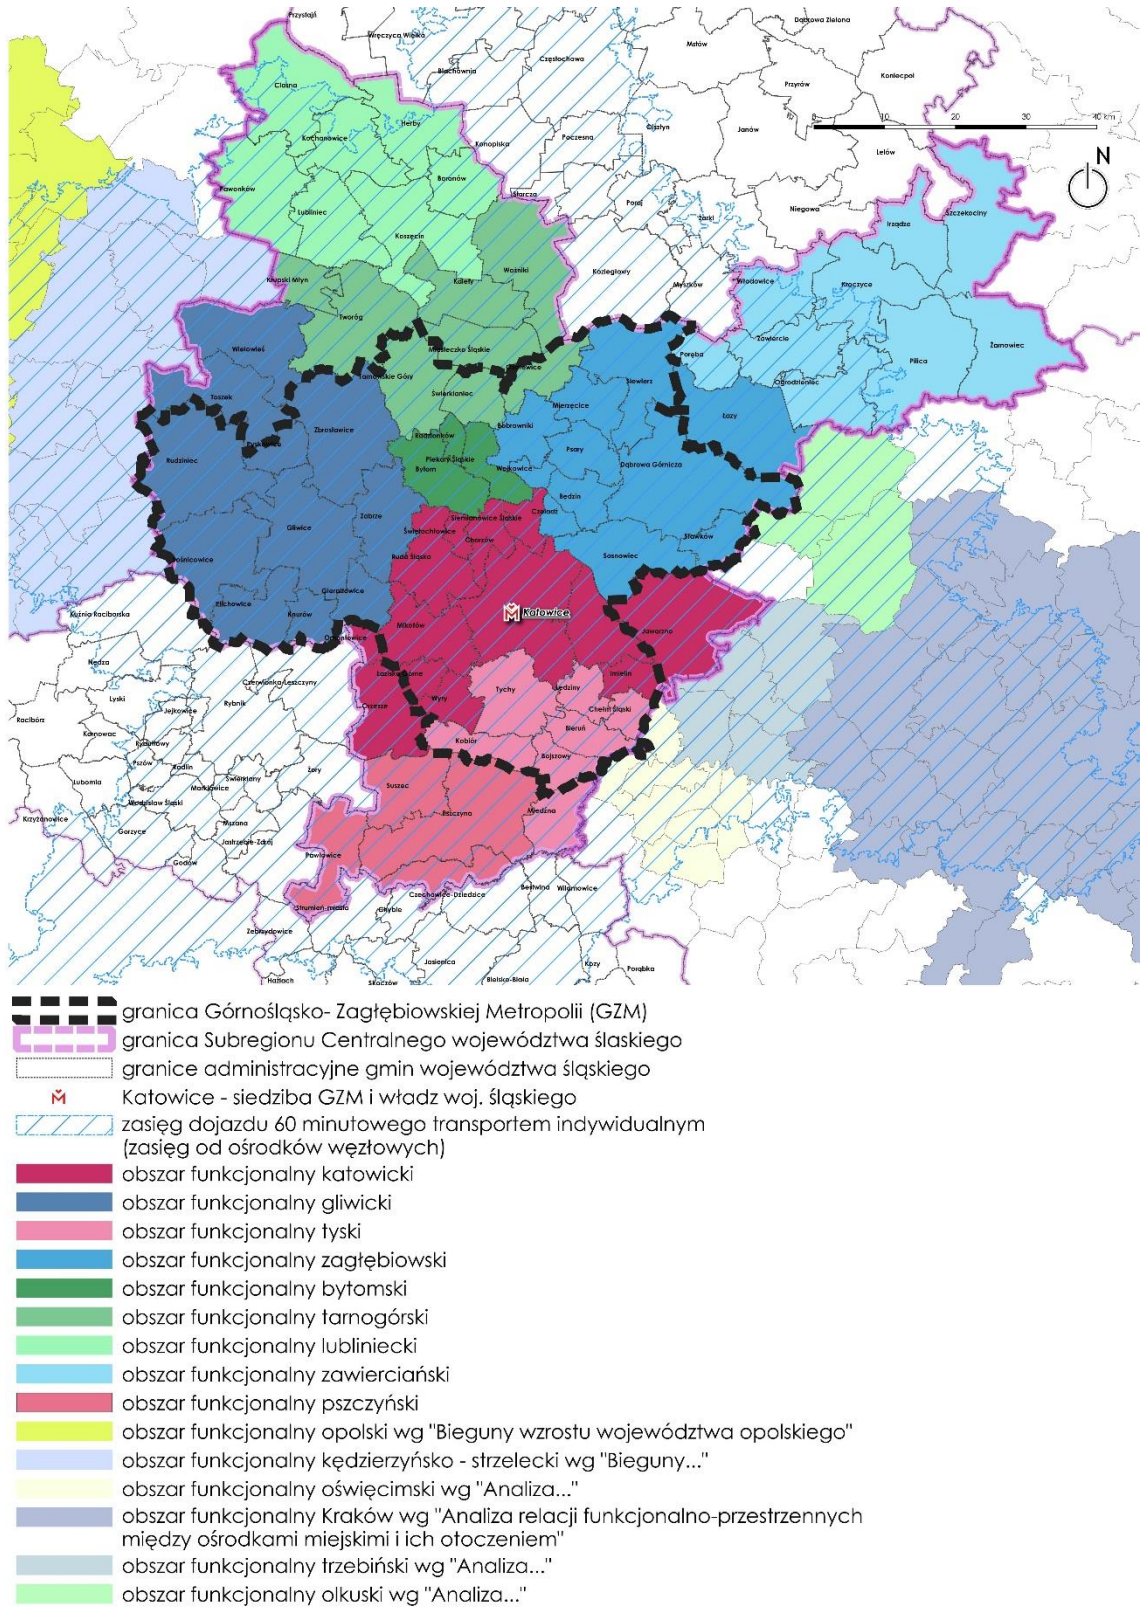 Przystajń
Wręczyca Wielka
Dąbrowa Zielona
Mstów
Częstochowa
Blachownia
Koniecpol
Przyrów
Ciasna
Olsztyn
Janów
0 10 20 30 40 km
Herby
Kochanowice
Poczesna
Konopiska
Lelów
N
Boronów
Pawonków
Starcza
Poraj
Żarki
Niegowa
Szczekociny
Lubliniec
Irządze
Koszęcin
Woźniki
Koziegłowy
Krupski Młyn
Kalety
Myszków
Włodowice
Kroczyce
Tworóg
Zawiercie
Żarnowiec
Wielowieś
Miasteczko Śląskie
Poręba
Pilica
Ożarowice
Tarnowskie Góry
Siewierz
Ogrodzieniec
Świerklaniec
Toszek
Mierzęcice
Łazy
Zbrosławice
Bobrowniki
Radzionków
Pyskowice
Psary
Rudziniec
Piekary Śląskie
Bytom
Wojkowice
Dąbrowa Górnicza
Będzin
Zabrze
Siemianowice Śląskie
Czeladź
Gliwice
Świętochłowice
Chorzów
Sławków
Sośnicowice
Ruda Śląska
Sosnowiec
Gierałtowice
Pilchowice
Knurów
Katowice
Kuźnia Raciborska
Mikołów
Jaworzno
Ornontowice
Nędza
Łaziska Górne
Imielin
Czerwionka-Leszczyny
Tychy
Lędziny
Lyski
Rybnik
Orzesze
Wyry
Chełm Śląski
Jejkowice
Racibórz
Bieruń
Kornowac
Kobiór
Rydułtowy
Bojszowy
Pszów
Radlin
Żory
Lubomia
Świerklany
Suszec
Marklowice
Wodzisław Śląski
Miedźna
Pszczyna
Krzyżanowice
Mszana
Gorzyce
Jastrzębie-Zdrój
Pawłowice
Godów
Bestwina
Wilamowice
Czechowice-Dziedzice
Strumień-miasto
Chybie
Zebrzydowice
Jasienica
Kozy
Porąbka
Hażlach
Skoczów
Bielsko-Biała
granica Górnośląsko- Zagłębiowskiej Metropolii (GZM)
granica Subregionu Centralnego województwa ślaskiego
granice administracyjne gmin województwa śląskiego
Katowice - siedziba GZM i władz woj. śląskiego
zasięg dojazdu 60 minutowego transportem indywidualnym
(zasięg od ośrodków węzłowych)
obszar funkcjonalny katowicki
obszar funkcjonalny gliwicki
obszar funkcjonalny tyski
obszar funkcjonalny zagłębiowski
obszar funkcjonalny bytomski
obszar funkcjonalny tarnogórski
obszar funkcjonalny lubliniecki
obszar funkcjonalny zawierciański
obszar funkcjonalny pszczyński
obszar funkcjonalny opolski wg "Bieguny wzrostu województwa opolskiego"
obszar funkcjonalny kędzierzyńsko - strzelecki wg "Bieguny..."
obszar funkcjonalny oświęcimski wg "Analiza..."
obszar funkcjonalny Kraków wg "Analiza relacji funkcjonalno-przestrzennych
między ośrodkami miejskimi i ich otoczeniem"
obszar funkcjonalny trzebiński wg "Analiza..."
obszar funkcjonalny olkuski wg "Analiza..."